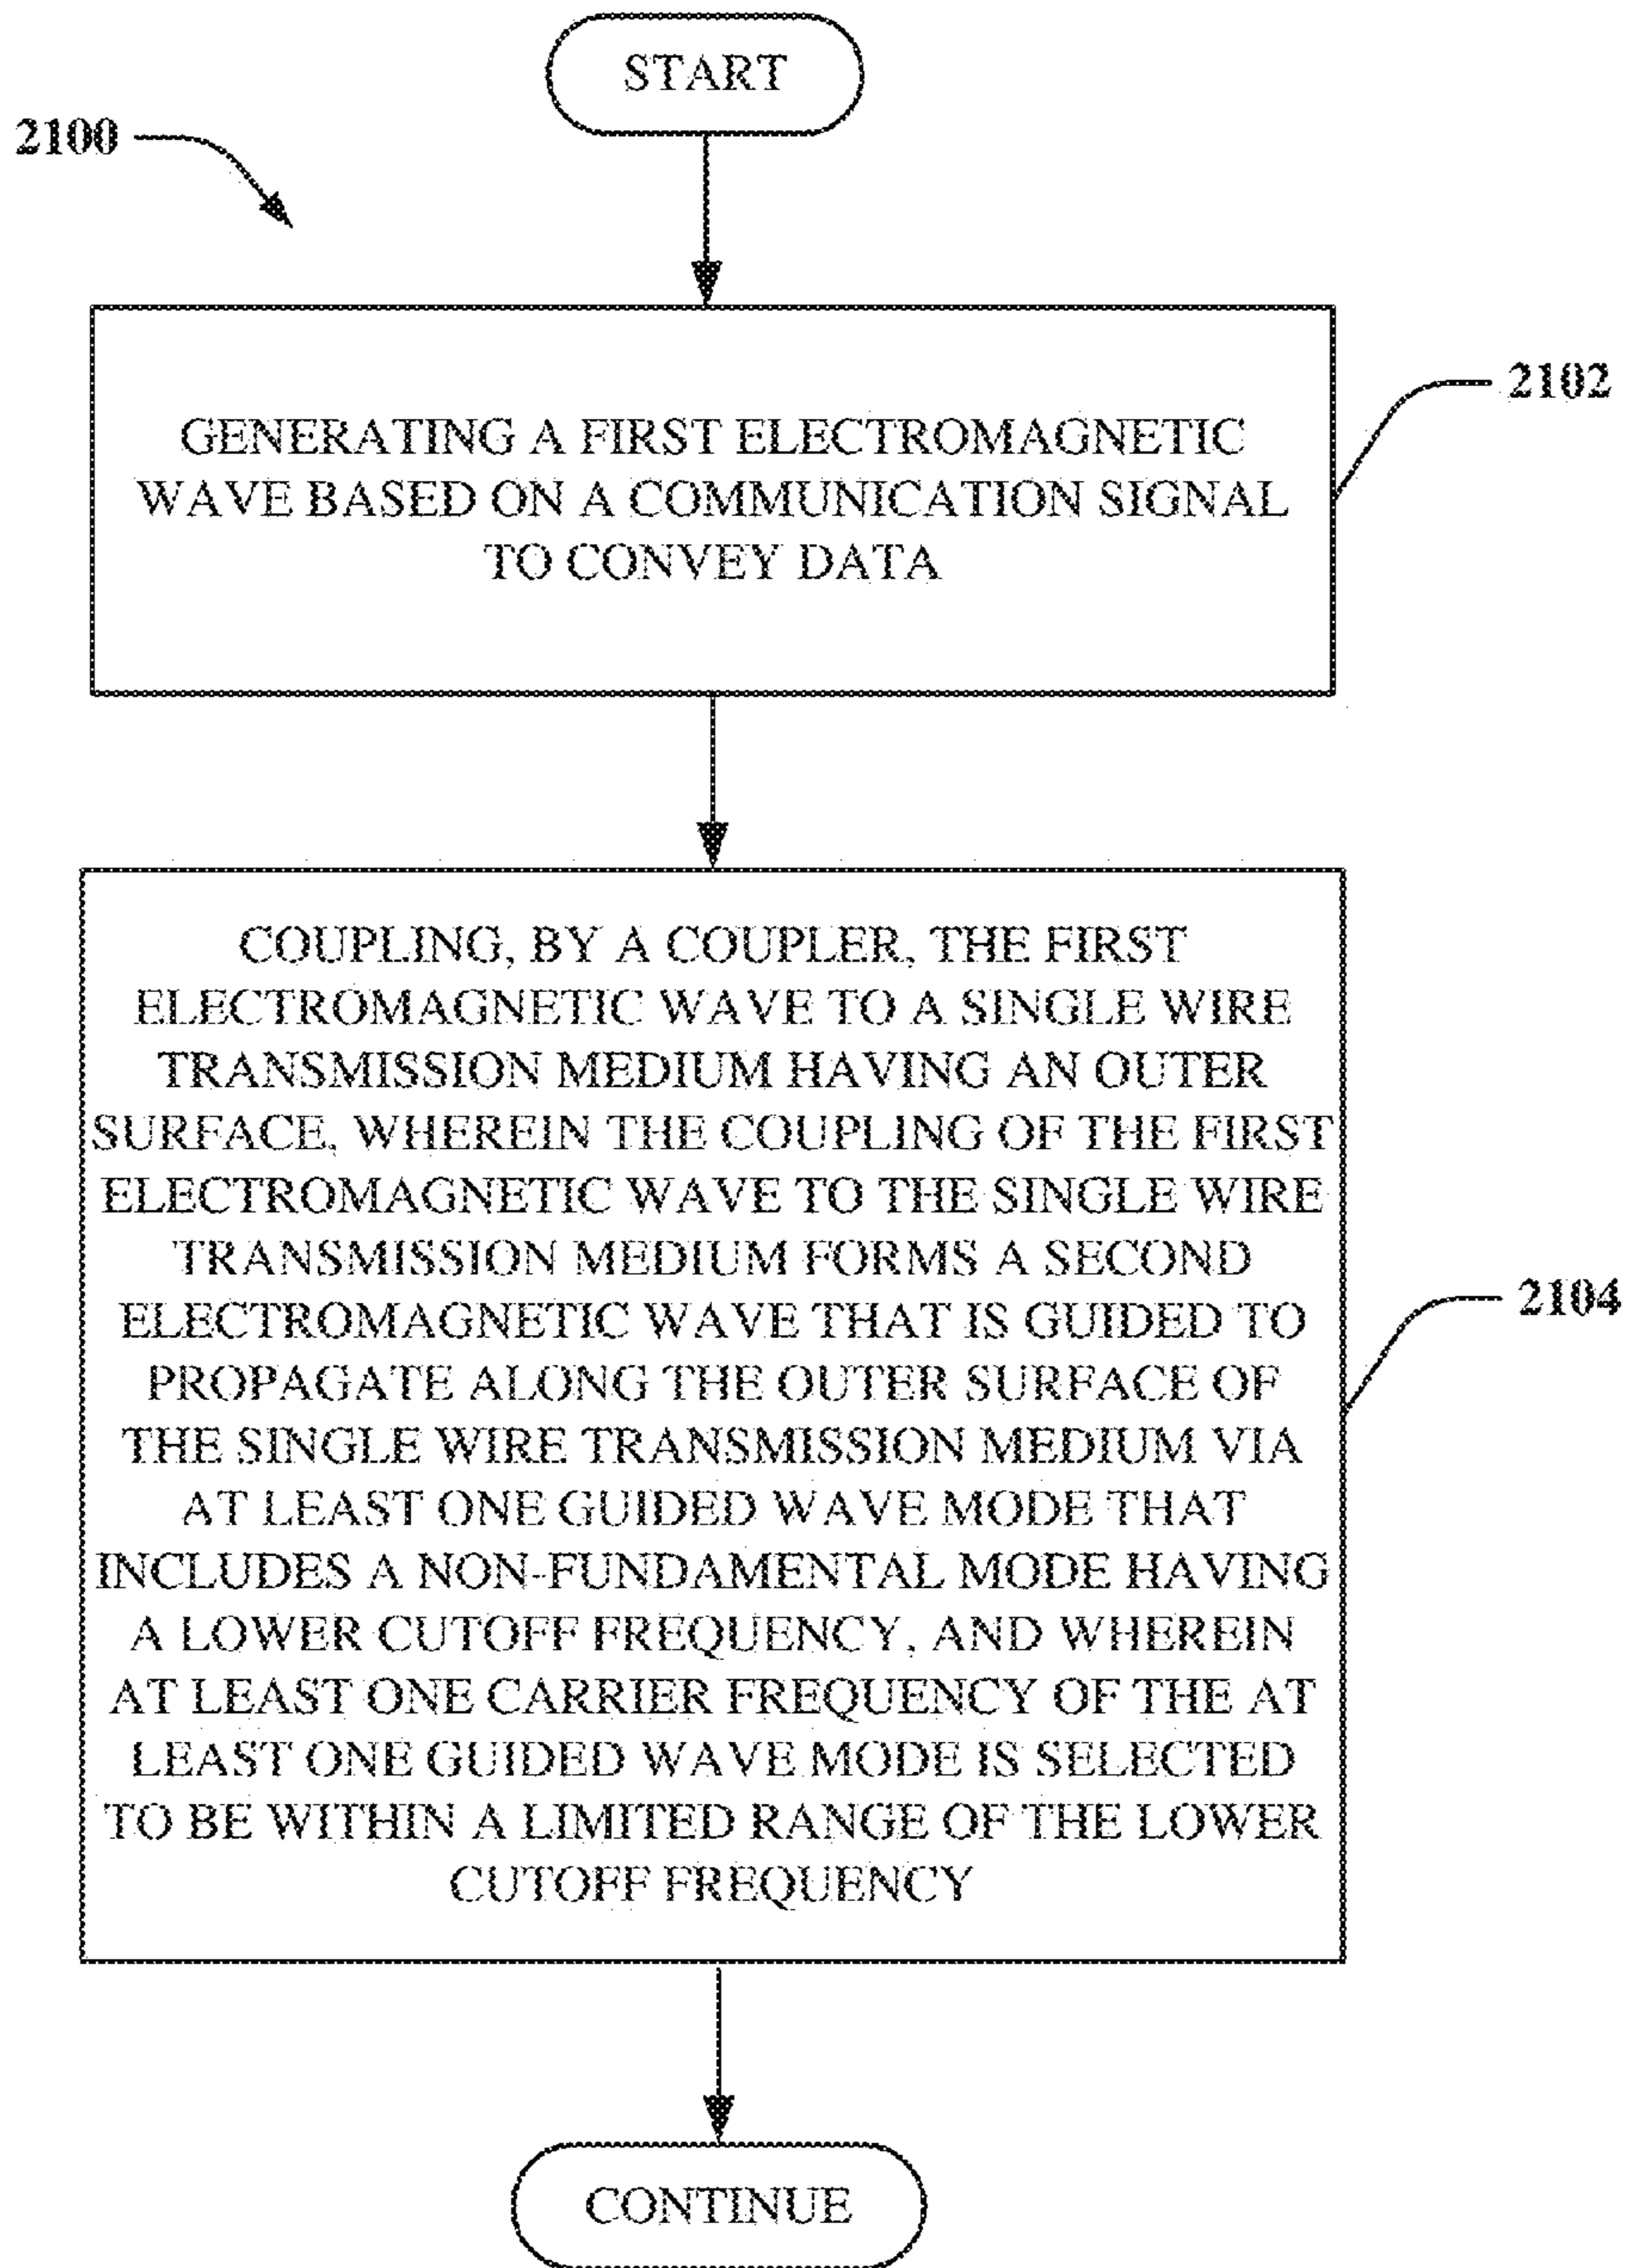 START
2100
GENERATING A FIRST ELECTROMAGNETIC
WAVE BASED ON A COMMUNICATION SIGNAL
TO CONVEY DATA
2102
COUPLING, BY A COUPLER, THE FIRST
ELECTROMAGNETIC WAVE TO A SINGLE WIRE
TRANSMISSION MEDIUM HAVING AN OUTER
SURFACE, WHEREIN THE COUPLING OF THE FIRST
ELECTROMAGNETIC WAVE TO THE SINGLE WIRE
TRANSMISSION MEDIUM FORMS A SECOND
ELECTROMAGNETIC WAVE THAT IS GUIDED TO
PROPAGATE ALONG THE OUTER SURFACE OF
THE SINGLE WIRE TRANSMISSION MEDIUM VIA
AT LEAST ONE GUIDED WAVE MODE THAT
INCLUDES A NON-FUNDAMENTAL MODE HAVING
A LOWER CUTOFF FREQUENCY, AND WHEREIN
AT LEAST ONE CARRIER FREQUENCY OF THE AT
LEAST ONE GUIDED WAVE MODE IS SELECTED
TO BE WITHIN A LIMITED RANGE OF THE LOWER
CUTOFF FREQUENCY
2104
CONTINUE